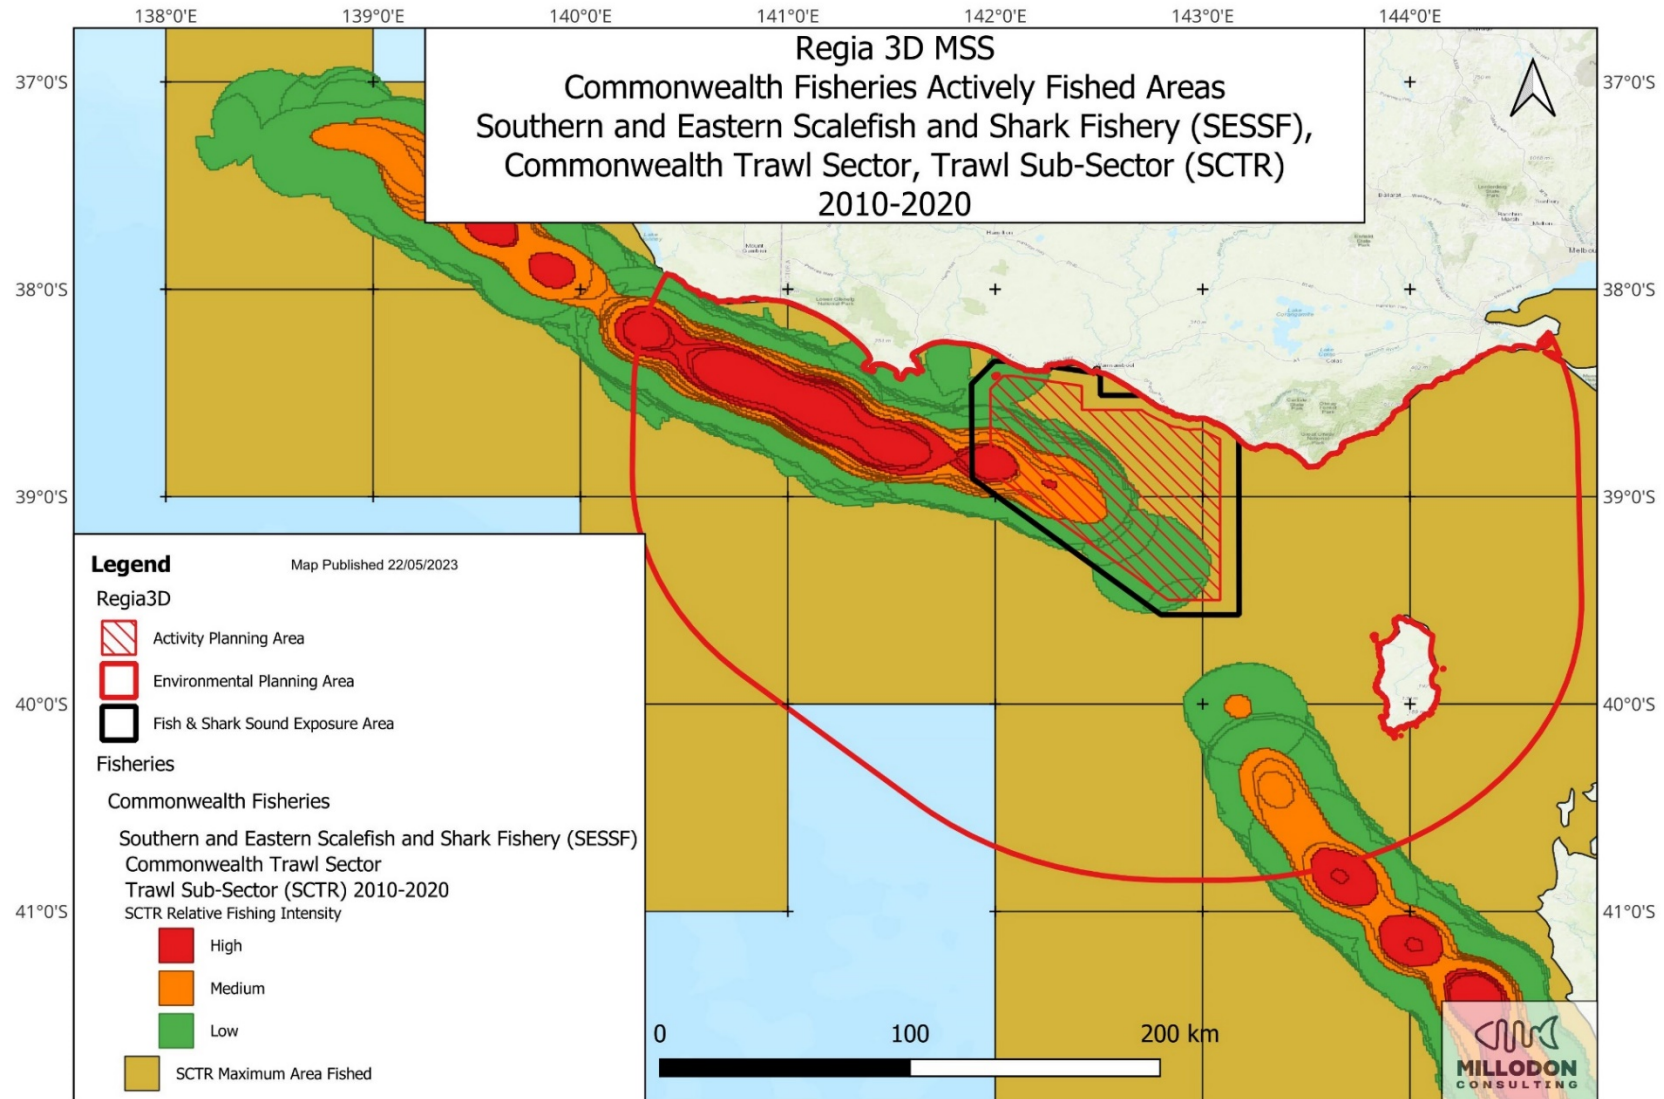 138°0'E 139°0'E 140°0'E 141°0'E 142°0'E 143°0'E 144°0'E
Regia 3D MSS
Commonwealth Fisheries Actively Fished Areas
Southern and Eastern Scalefish and Shark Fishery (SESSF),
Commonwealth Trawl Sector, Trawl Sub-Sector (SCTR)
2010-2020
37°0'S 37°0'S
38°0'S 38°0'S
39°0'S 39°0'S
40°0'S 40°0'S
41°0'S 41°0'S
Hamilton
Legend
Map Published 22/05/2023
Regia3D
Activity Planning Area
Environmental Planning Area
Fish & Shark Sound Exposure Area
Fisheries
Commonwealth Fisheries
Southern and Eastern Scalefish and Shark Fishery (SESSF)
Commonwealth Trawl Sector
Trawl Sub-Sector (SCTR) 2010-2020
SCTR Relative Fishing Intensity
High
Medium
Low
SCTR Maximum Area Fished
0 100 200 km
MILLODON
CONSULTING